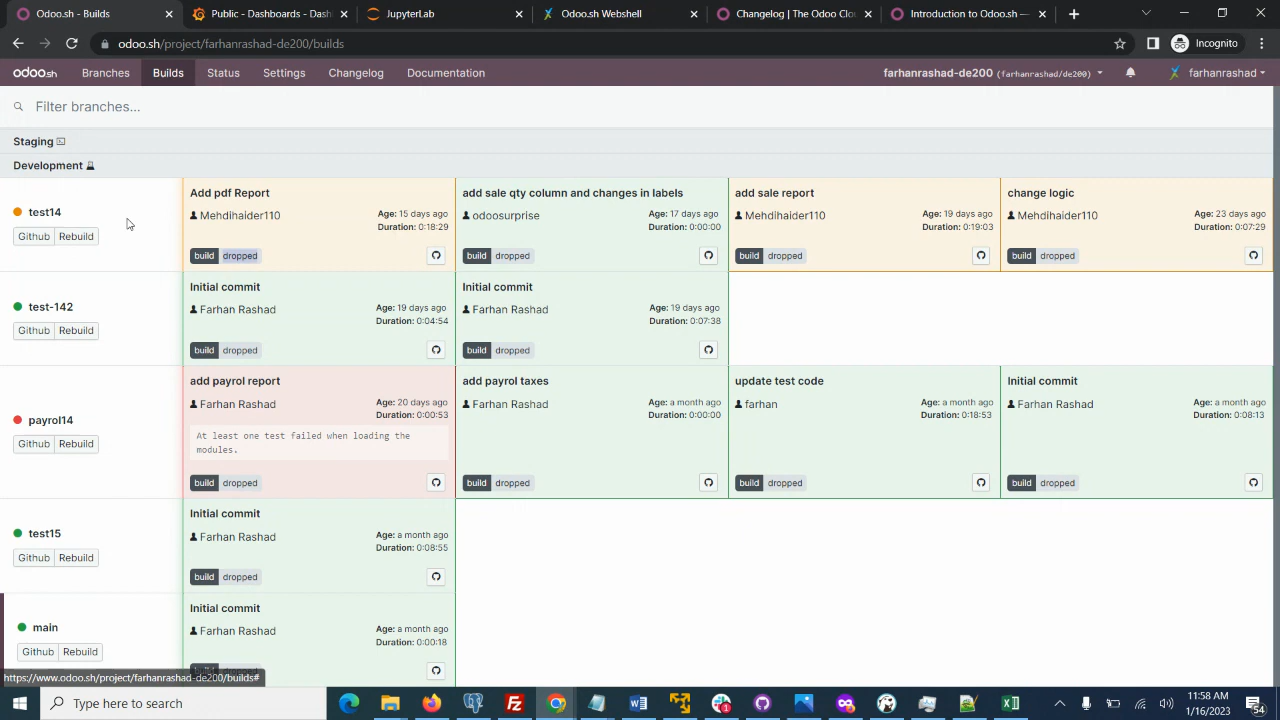 odoo.sh - Builds
Public - Dashboards - Dash
JupyterLab
Odoo.sh Webshell
Changelog | The Odoo Clou
Introduction to Odoo.sh —
odoo.sh/project/farhanrashad-de200/builds
Incognito
odoo.sh
Branches
Builds
Status
Settings
Changelog
Documentation
farhanrashad-de200 (farhanrashad/de200)
farhanrashad
Filter branches...
Staging
Development
test14
Github
Rebuild
Add pdf Report
Mehdihaider110
Age: 15 days ago
Duration: 0:18:29
build dropped
add sale qty column and changes in labels
odoosurprise
Age: 17 days ago
Duration: 0:00:00
build dropped
add sale report
Mehdihaider110
Age: 19 days ago
Duration: 0:19:03
build dropped
change logic
Mehdihaider110
Age: 23 days ago
Duration: 0:07:29
build dropped
test-142
Github
Rebuild
Initial commit
Farhan Rashad
Age: 19 days ago
Duration: 0:04:54
build dropped
Initial commit
Farhan Rashad
Age: 19 days ago
Duration: 0:07:38
build dropped
payrol14
Github
Rebuild
add payrol report
Farhan Rashad
Age: 20 days ago
Duration: 0:00:53
At least one test failed when loading the
modules.
build dropped
add payrol taxes
Farhan Rashad
Age: a month ago
Duration: 0:00:00
build dropped
update test code
farhan
Age: a month ago
Duration: 0:18:53
build dropped
Initial commit
Farhan Rashad
Age: a month ago
Duration: 0:08:13
build dropped
test15
Github
Rebuild
Initial commit
Farhan Rashad
Age: a month ago
Duration: 0:08:55
build dropped
main
Github
Rebuild
Initial commit
Farhan Rashad
Age: a month ago
Duration: 0:00:18
https://www.odoo.sh/project/farhanrashad-de200/builds#
Type here to search
11:58 AM
1/16/2023
54